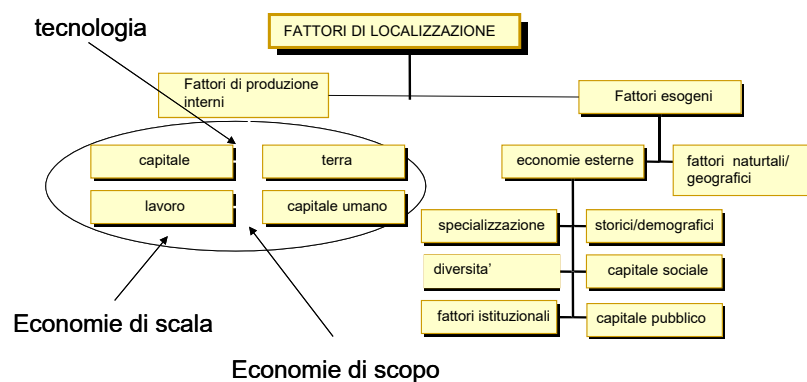 tecnologia
FATTORI DI LOCALIZZAZIONE
Fattori di produzione
interni
Fattori esogeni
capitale
terra
economie esterne
fattori naturtali/
geografici
lavoro
capitale umano
specializzazione
storici/demografici
diversita'
capitale sociale
fattori istituzionali
capitale pubblico
Economie di scala
Economie di scopo